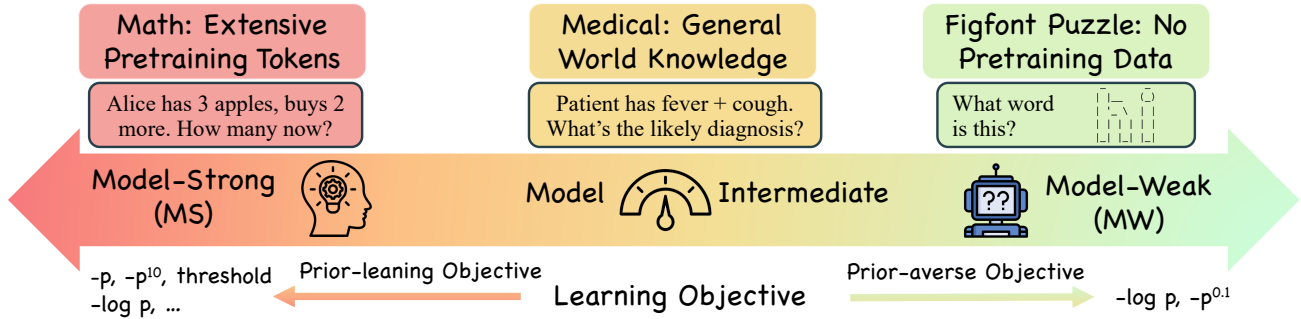 Math: Extensive
Pretraining Tokens
Medical: General
World Knowledge
Figfont Puzzle: No
Pretraining Data
Alice has 3 apples, buys 2
more. How many now?
Patient has fever + cough.
What's the likely diagnosis?
What word
is this?
 _     _
| |__ (_)
| '_ \ | |
| | | | | |
|_| |_| |_|
Model-Strong
(MS)
Model
Intermediate
??
Model-Weak
(MW)
-p, -p¹⁰, threshold
-log p, ...
Prior-leaning Objective
Learning Objective
Prior-averse Objective
-log p, -p⁰·¹